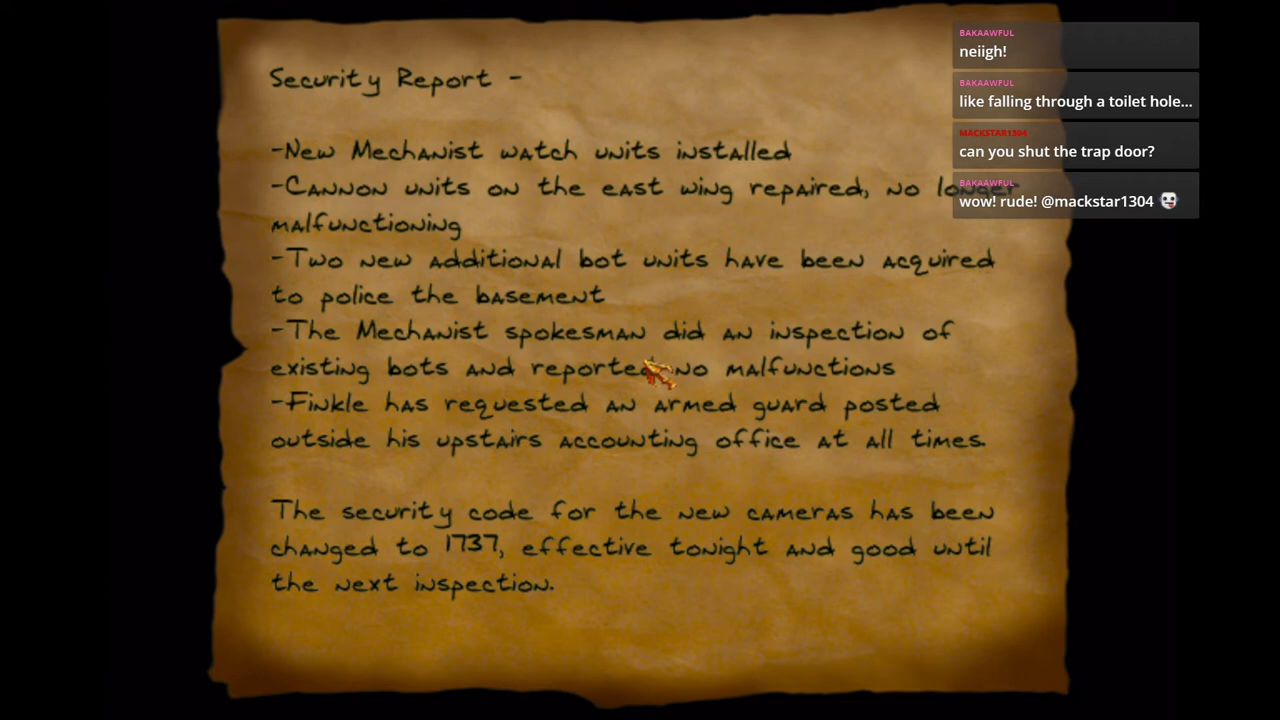 Security Report -
-New Mechanist watch units installed
-Cannon units on the east wing repaired, no longer
malfunctioning
-Two new additional bot units have been acquired
to police the basement
-The Mechanist spokesman did an inspection of
existing bots and reported no malfunctions
-Finkle has requested an armed guard posted
outside his upstairs accounting office at all times.
The security code for the new cameras has been
changed to 1737, effective tonight and good until
the next inspection.
BAKAAWFUL
neiigh!
BAKAAWFUL
like falling through a toilet hole...
MACKSTAR1304
can you shut the trap door?
BAKAAWFUL
wow! rude! @mackstar1304